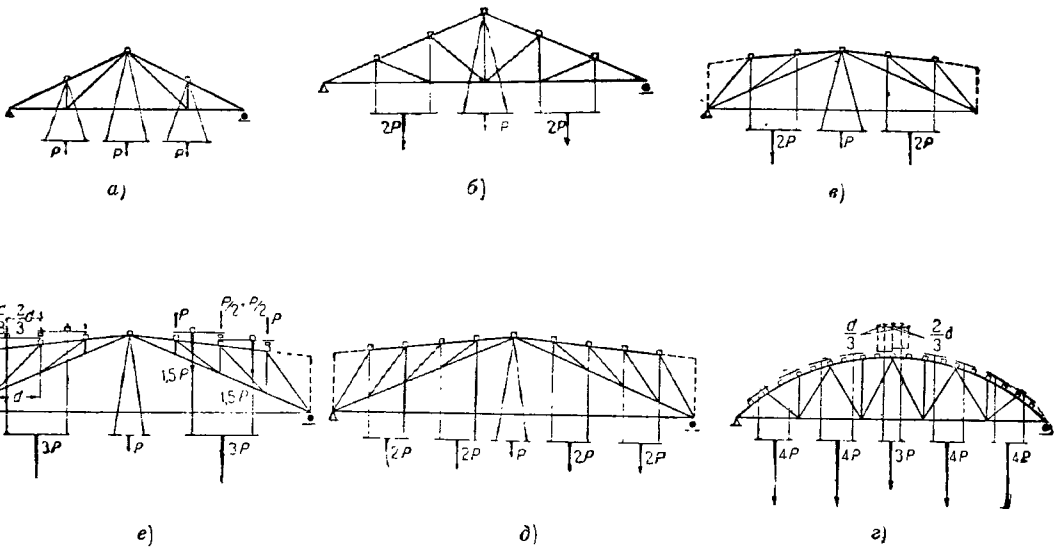 P P P
а)
2P P 2P
б)
2P P 2P
в)
2/3 d
P P/2+P/2 P
d
1,5P 1,5P
3P P 3P
е)
2P 2P P 2P 2P
д)
d/3 2/3 d
4P 4P 3P 4P 4P
г)